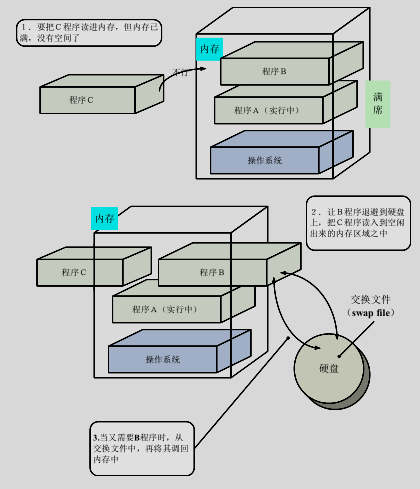 1．要把C程序读进内存，但内存已
满，没有空间了
内存
程序B
不行
程序C
程序A（实行中）
满
席
操作系统
内存
2．让B程序退避到硬盘
上，把C程序读入到空闲
出来的内存区域之中
程序C
程序B
交换文件
（swap file）
程序A（实行中）
操作系统
硬盘
3.当又需要B程序时，从
交换文件中，再将其调回
内存中